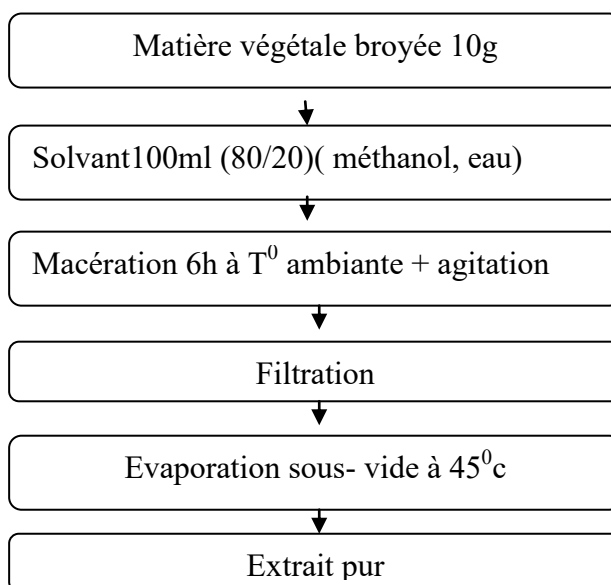 Matière végétale broyée 10g
Solvant100ml (80/20)( méthanol, eau)
Macération 6h à T⁰ ambiante + agitation
Filtration
Evaporation sous- vide à 45⁰c
Extrait pur